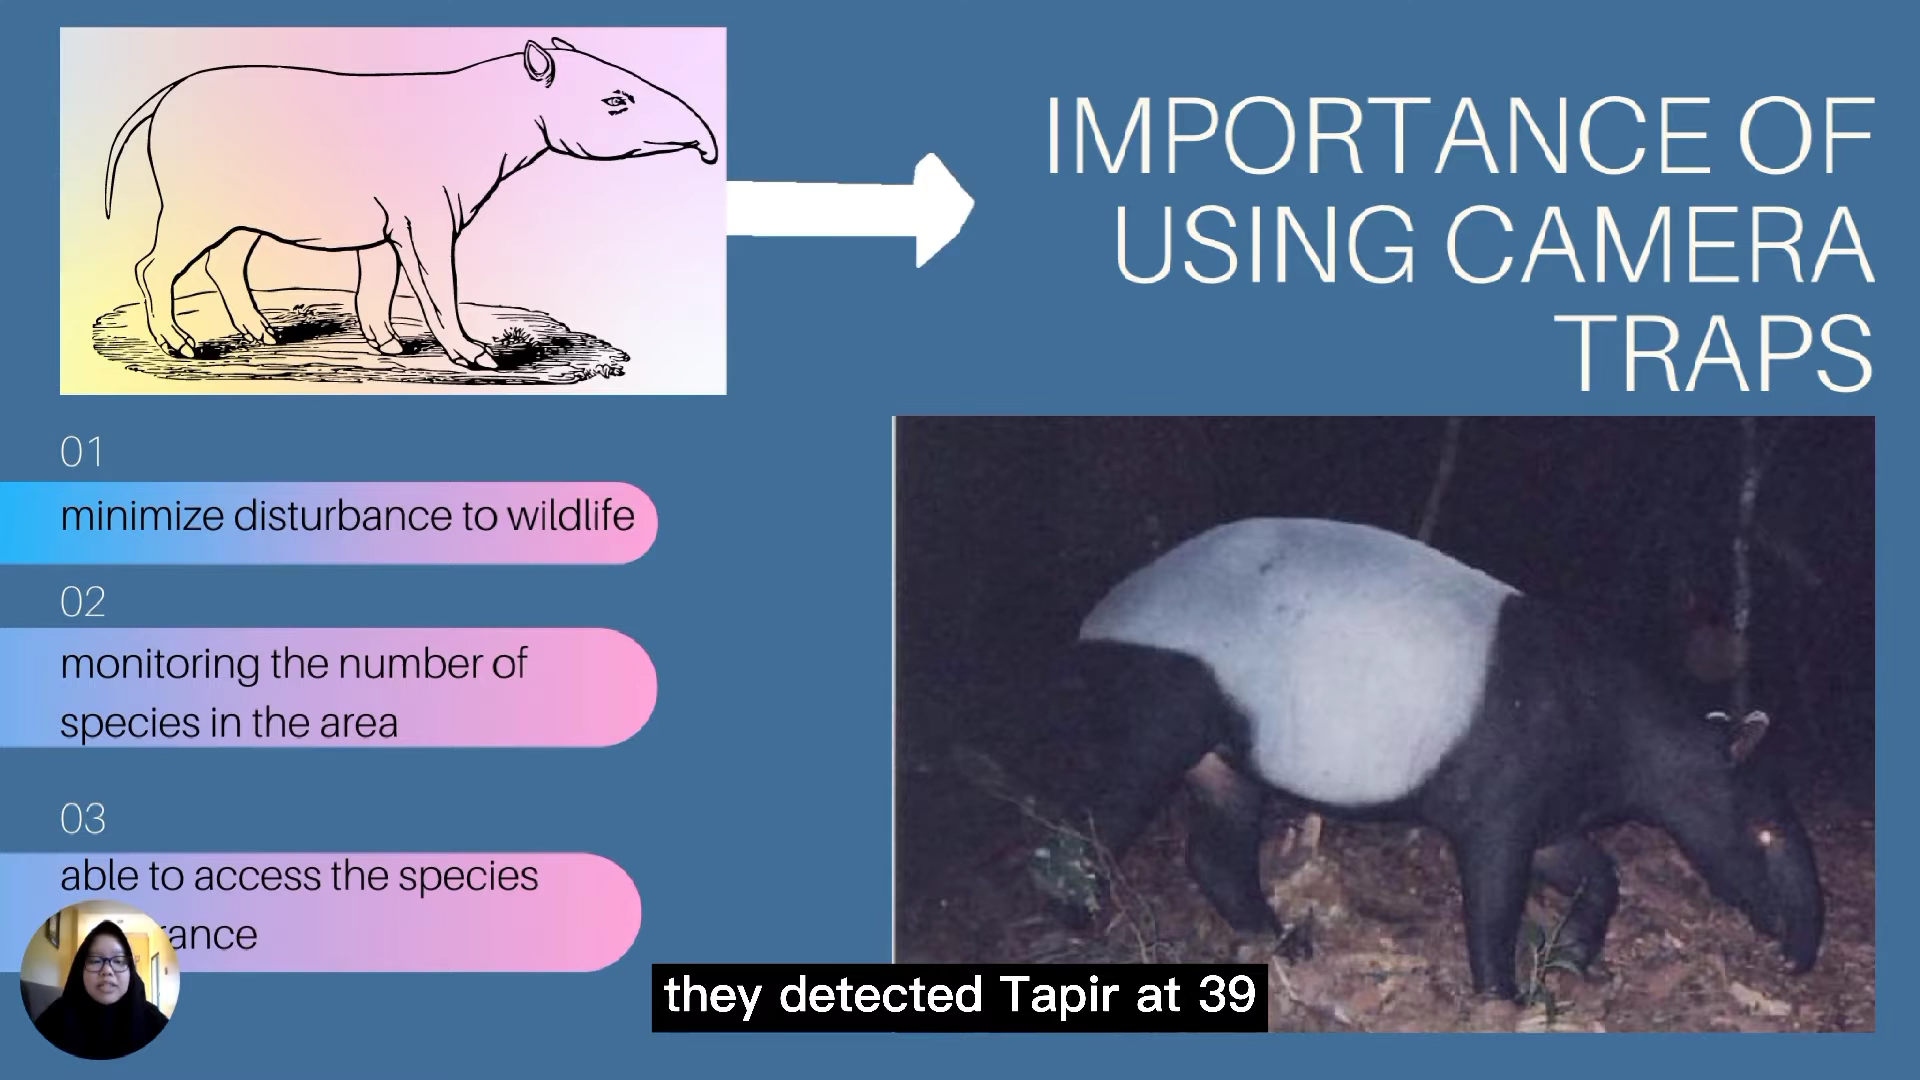 IMPORTANCE OF
USING CAMERA
TRAPS
01
minimize disturbance to wildlife
02
monitoring the number of
species in the area
03
able to access the species
they detected Tapir at 39